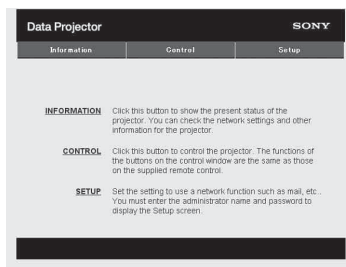 Data Projector
SONY
Information Control Setup
INFORMATION Click this button to show the present status of the
projector. You can check the network settings and other
information for the projector.
CONTROL Click this button to control the projector. The functions of
the buttons on the control window are the same as those
on the supplied remote control.
SETUP Set the setting to use a network function such as mail, etc..
You must enter the administrator name and password to
display the Setup screen.